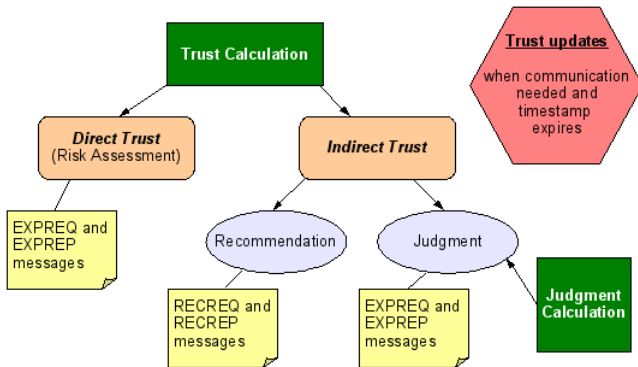 Trust Calculation
Trust updates
when communication
needed and
timestamp
expires
Direct Trust
(Risk Assessment)
Indirect Trust
EXPREQ and
EXPREP
messages
Recommendation
Judgment
RECREQ and
RECREP
messages
EXPREQ and
EXPREP
messages
Judgment
Calculation